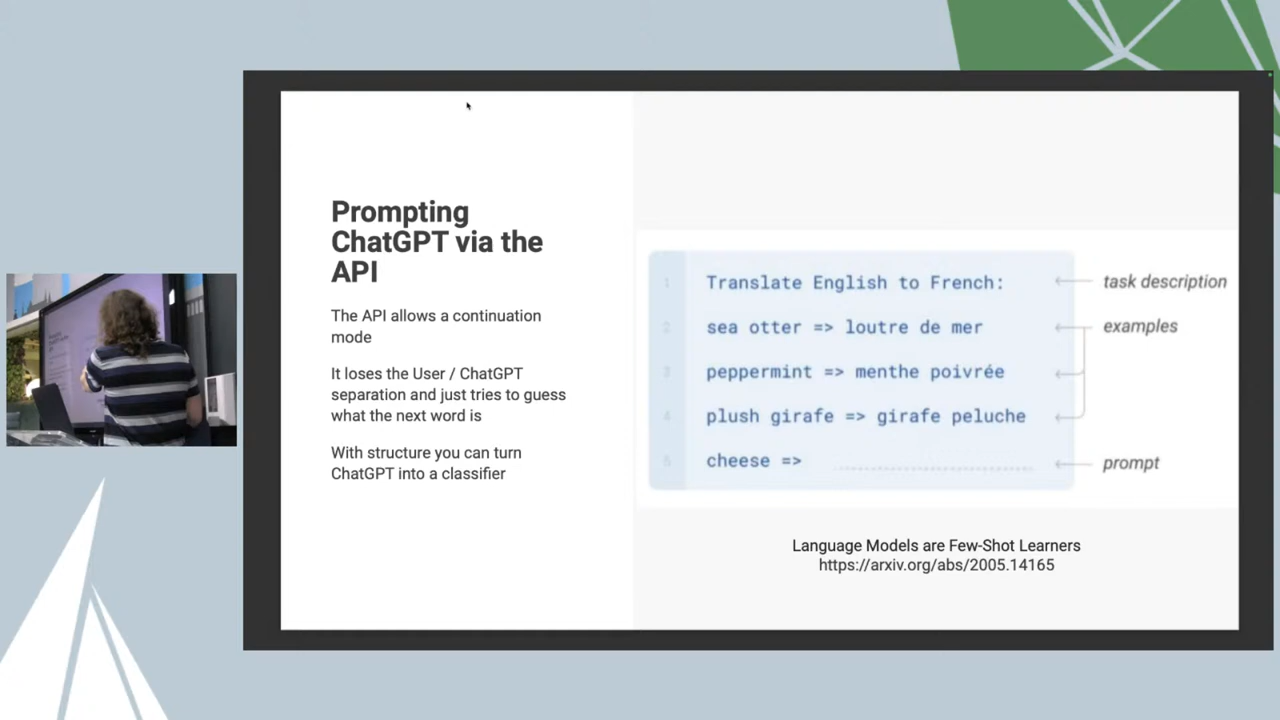 Prompting
ChatGPT via the
API
The API allows a continuation
mode
It loses the User / ChatGPT
separation and just tries to guess
what the next word is
With structure you can turn
ChatGPT into a classifier
1 Translate English to French: task description
2 sea otter => loutre de mer examples
3 peppermint => menthe poivrée
4 plush girafe => girafe peluche
5 cheese => prompt
Language Models are Few-Shot Learners
https://arxiv.org/abs/2005.14165